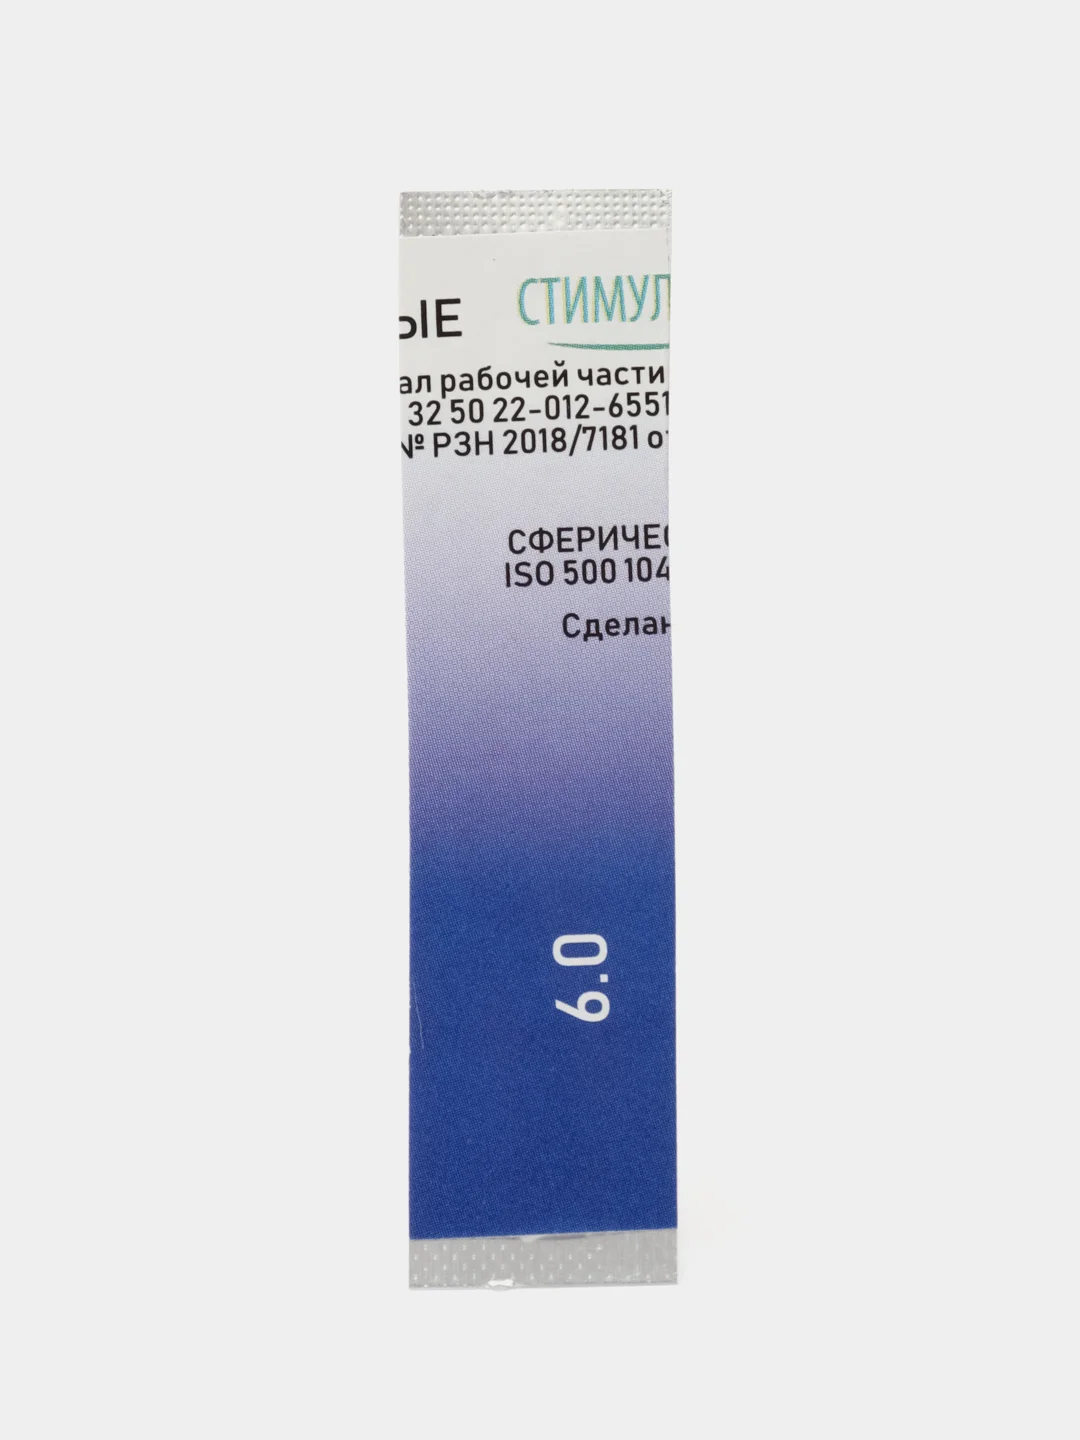 ЫЕ
СТИМУЛ
ал рабочей части
32 50 22-012-6551
№ РЗН 2018/7181 от
СФЕРИЧЕС
ISO 500 104
Сделан
6.0